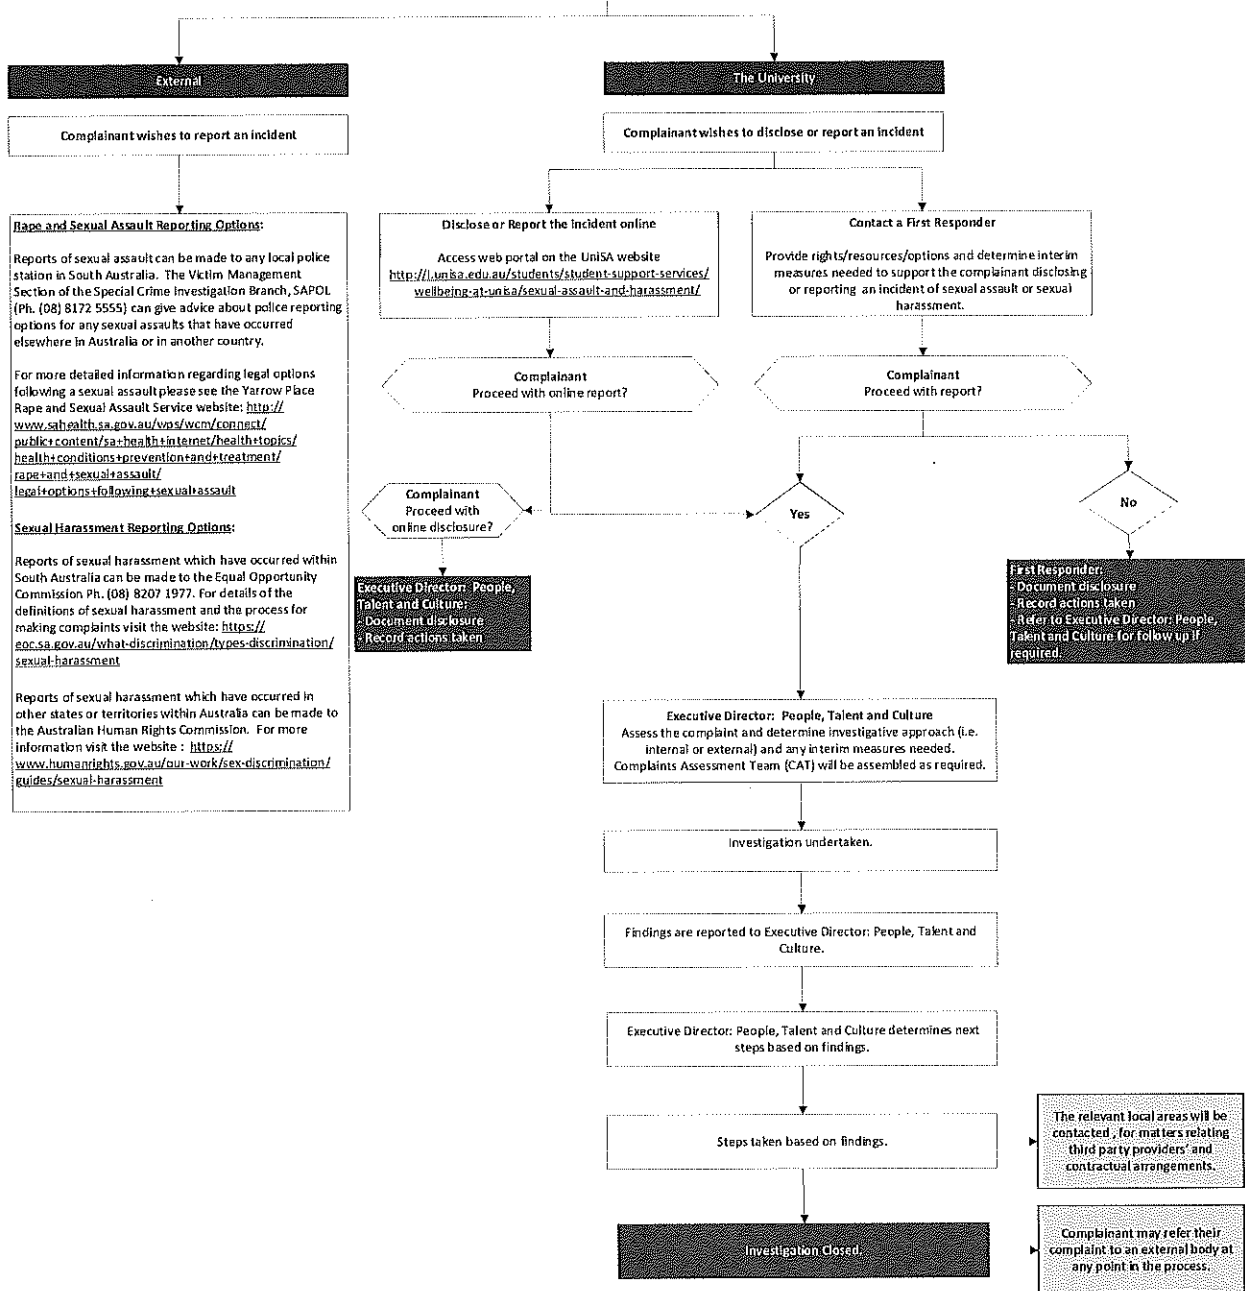 External
The University
Complainant wishes to report an incident
Complainant wishes to disclose or report an incident
Rape and Sexual Assault Reporting Options:
Reports of sexual assault can be made to any local police
station in South Australia. The Victim Management
Section of the Special Crime Investigation Branch, SAPOL
(Ph. (08) 8172 5555) can give advice about police reporting
options for any sexual assaults that have occurred
elsewhere in Australia or in another country.
For more detailed information regarding legal options
following a sexual assault please see the Yarrow Place
Rape and Sexual Assault Service website: http://
www.sahealth.sa.gov.au/wps/wcm/connect/
public+content/sa+health+internet/health+topics/
health+conditions+prevention+and+treatment/
rape+and+sexual+assault/
legal+options+following+sexual+assault
Sexual Harassment Reporting Options:
Reports of sexual harassment which have occurred within
South Australia can be made to the Equal Opportunity
Commission Ph. (08) 8207 1977. For details of the
definitions of sexual harassment and the process for
making complaints visit the website: https://
eoc.sa.gov.au/what-discrimination/types-discrimination/
sexual-harassment
Reports of sexual harassment which have occurred in
other states or territories within Australia can be made to
the Australian Human Rights Commission. For more
information visit the website : https://
www.humanrights.gov.au/our-work/sex-discrimination/
guides/sexual-harassment
Disclose or Report the incident online
Access web portal on the UniSA website
http://i.unisa.edu.au/students/student-support-services/
wellbeing-at-unisa/sexual-assault-and-harassment/
Contact a First Responder
Provide rights/resources/options and determine interim
measures needed to support the complainant disclosing
or reporting an incident of sexual assault or sexual
harassment.
Complainant
Proceed with online report?
Complainant
Proceed with report?
Complainant
Proceed with
online disclosure?
Yes
No
Executive Director: People,
Talent and Culture:
- Document disclosure
- Record actions taken
First Responder:
- Document disclosure
- Record actions taken
- Refer to Executive Director: People,
Talent and Culture for follow up if
required.
Executive Director: People, Talent and Culture
Assess the complaint and determine investigative approach (i.e.
internal or external) and any interim measures needed.
Complaints Assessment Team (CAT) will be assembled as required.
Investigation undertaken.
Findings are reported to Executive Director: People, Talent and
Culture.
Executive Director: People, Talent and Culture determines next
steps based on findings.
Steps taken based on findings.
The relevant local areas will be
contacted , for matters relating
third party providers' and
contractual arrangements.
Investigation Closed.
Complainant may refer their
complaint to an external body at
any point in the process.